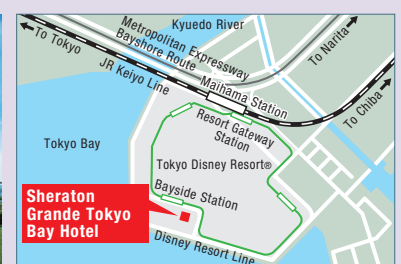 Kyuedo River
Metropolitan Expressway
Bayshore Route
To Narita
To Tokyo
JR Keiyo Line
Maihama Station
To Chiba
Resort Gateway
Station
Tokyo Bay
Tokyo Disney Resort®
Bayside Station
Sheraton
Grande Tokyo
Bay Hotel
Disney Resort Line